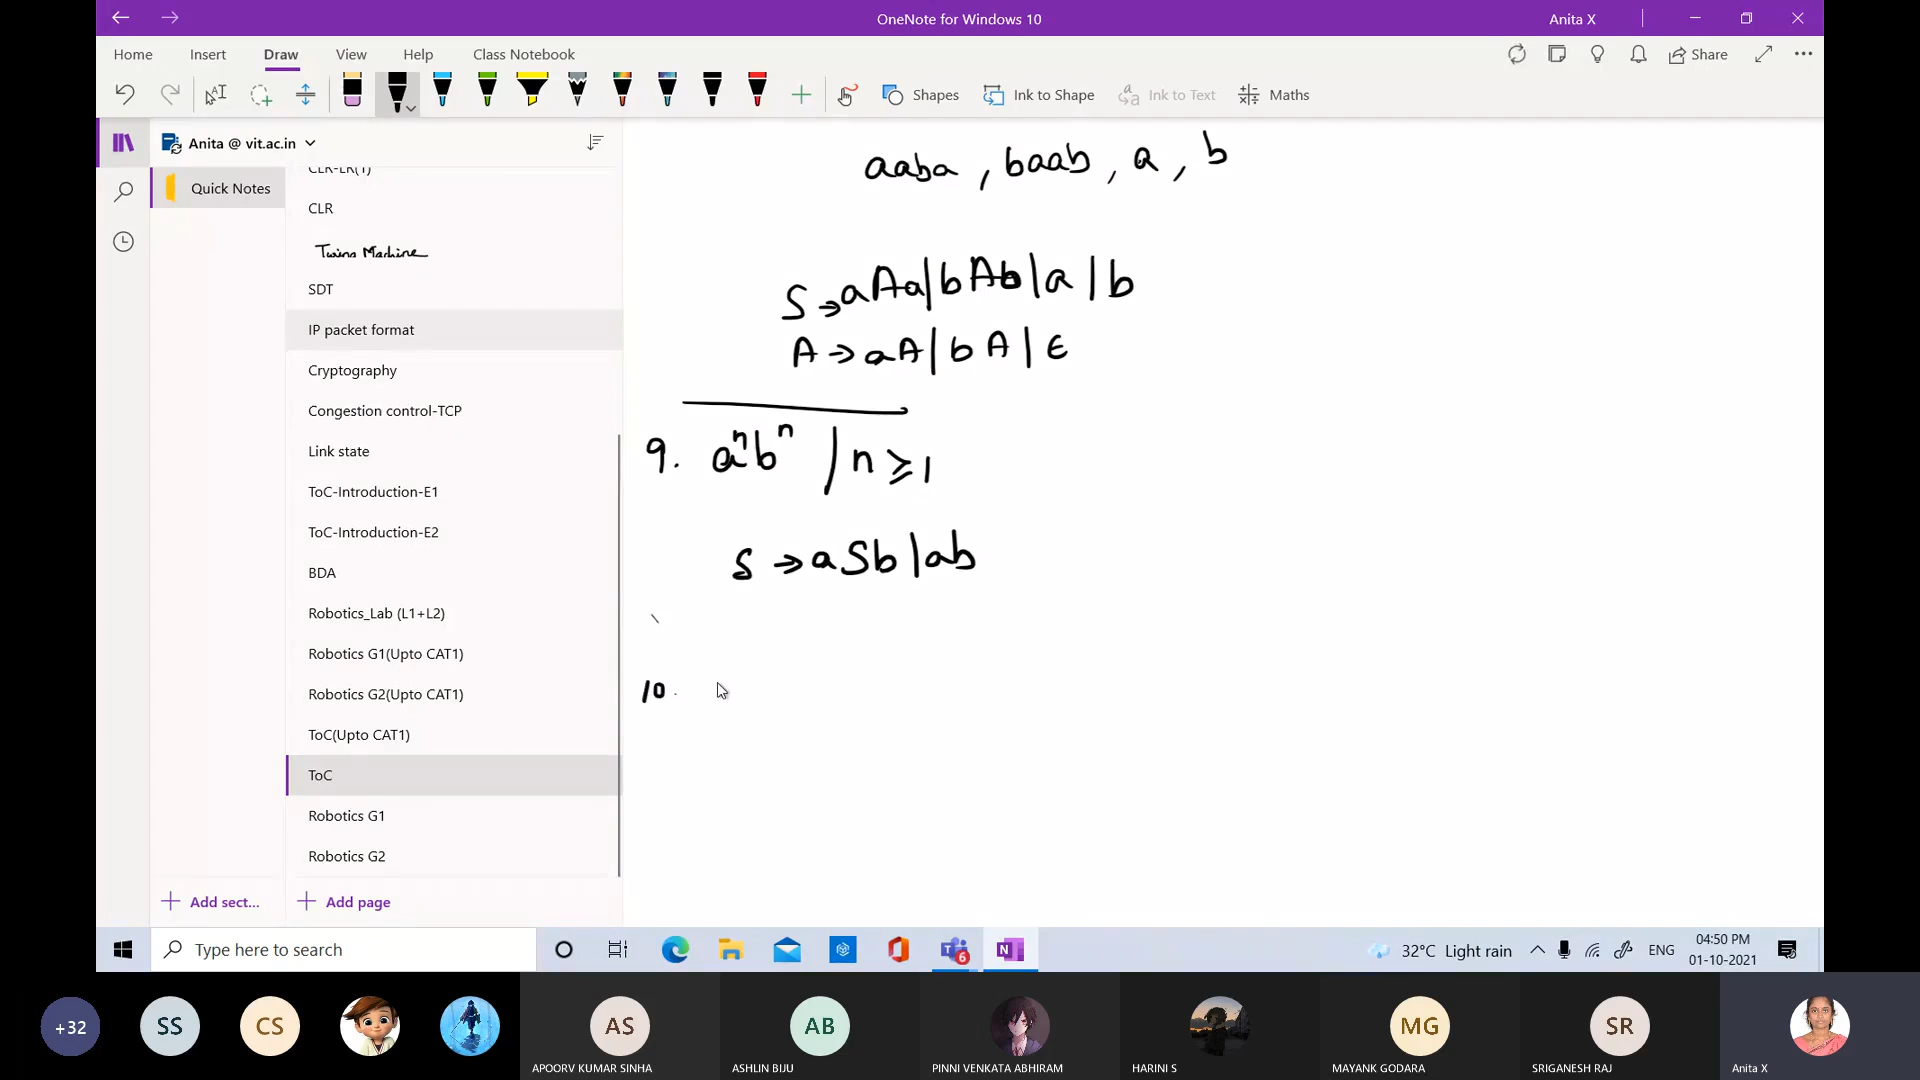 OneNote for Windows 10
Anita X
Home Insert Draw View Help Class Notebook
Share
Shapes Ink to Shape Ink to Text Maths
Anita @ vit.ac.in
Quick Notes
CLR-LR(1)
CLR
Turing Machine
SDT
IP packet format
Cryptography
Congestion control-TCP
Link state
ToC-Introduction-E1
ToC-Introduction-E2
BDA
Robotics_Lab (L1+L2)
Robotics G1(Upto CAT1)
Robotics G2(Upto CAT1)
ToC(Upto CAT1)
ToC
Robotics G1
Robotics G2
Add sect...
Add page
aaba , baab , a , b
S → aAa | bAb | a | b
A → aA | bA | ε
9. aⁿbⁿ / n ≥ 1
S → aSb | ab
10.
Type here to search
6
N
32°C Light rain
ENG
04:50 PM
01-10-2021
+32
SS
CS
AS
AB
MG
SR
APOORV KUMAR SINHA
ASHLIN BIJU
PINNI VENKATA ABHIRAM
HARINI S
MAYANK GODARA
SRIGANESH RAJ
Anita X